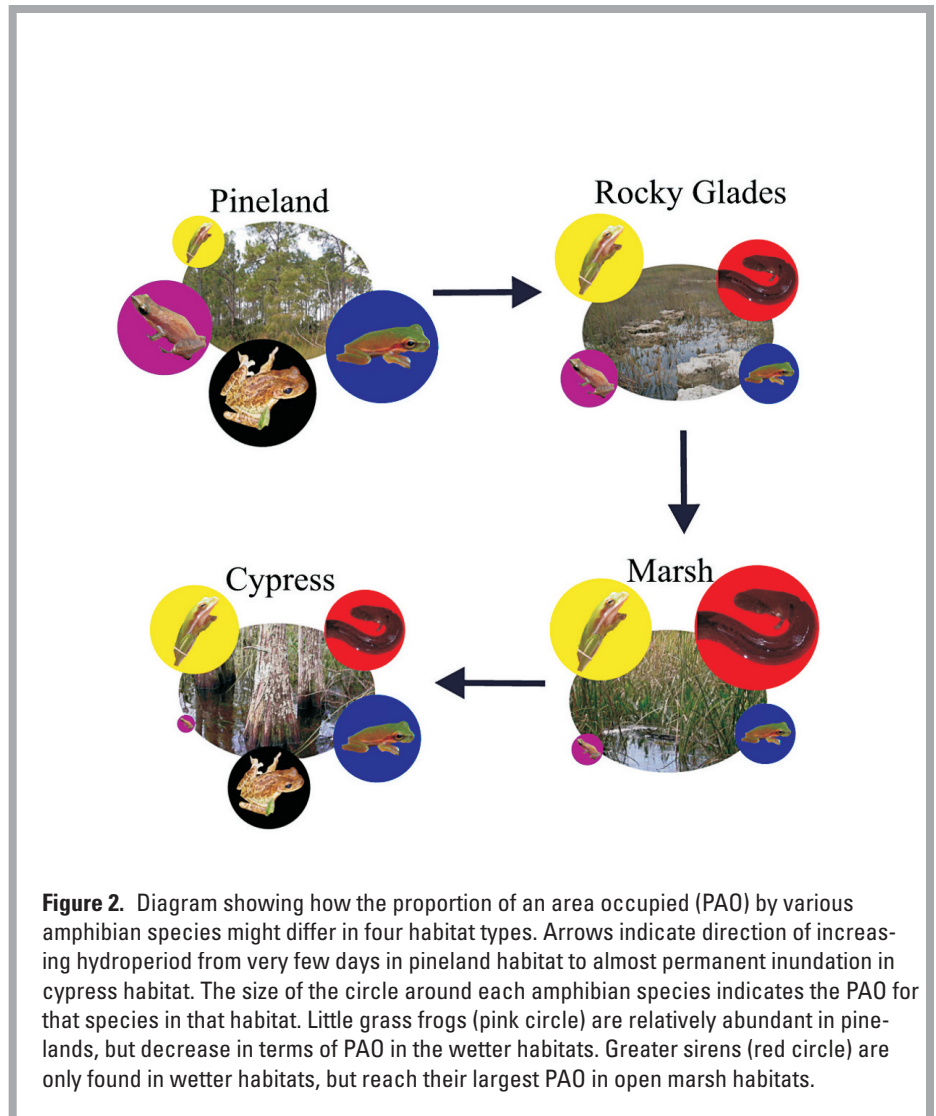 Pineland
Rocky Glades
Cypress
Marsh
Figure 2. Diagram showing how the proportion of an area occupied (PAO) by various
amphibian species might differ in four habitat types. Arrows indicate direction of increas-
ing hydroperiod from very few days in pineland habitat to almost permanent inundation in
cypress habitat. The size of the circle around each amphibian species indicates the PAO for
that species in that habitat. Little grass frogs (pink circle) are relatively abundant in pine-
lands, but decrease in terms of PAO in the wetter habitats. Greater sirens (red circle) are
only found in wetter habitats, but reach their largest PAO in open marsh habitats.